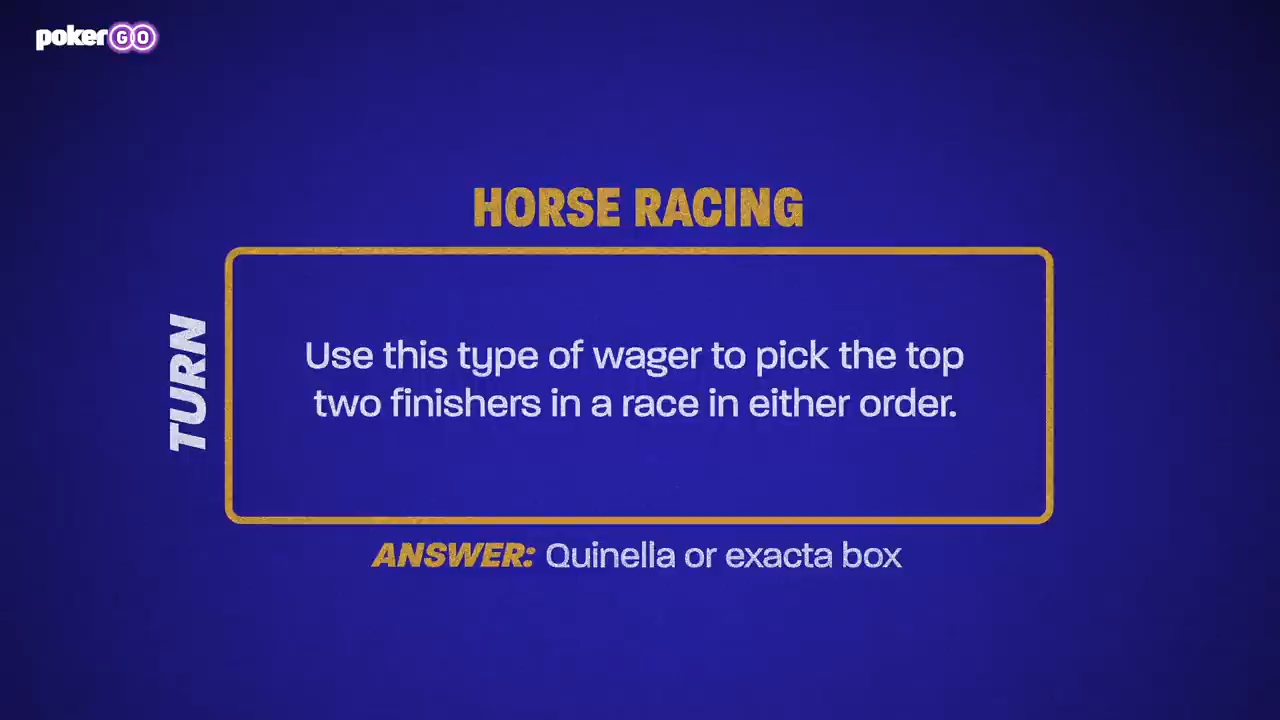 pokerGO
HORSE RACING
TURN
Use this type of wager to pick the top
two finishers in a race in either order.
ANSWER: Quinella or exacta box